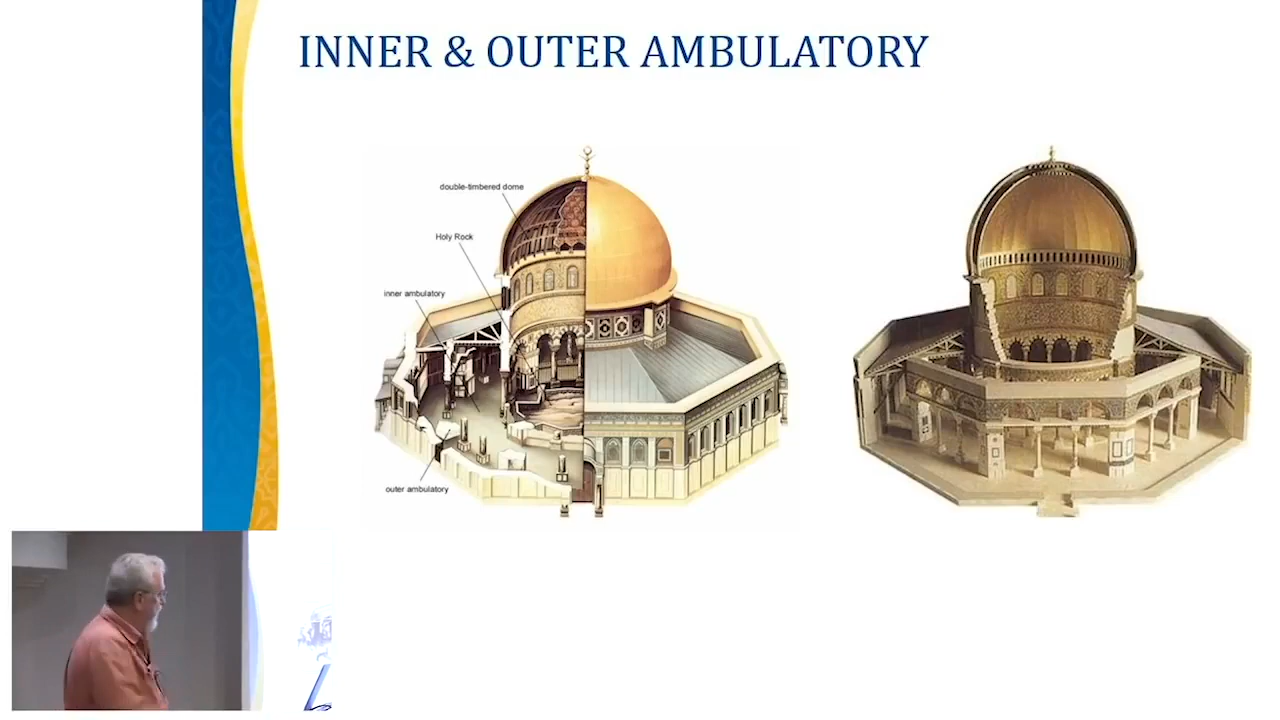 INNER & OUTER AMBULATORY
double-timbered dome
Holy Rock
inner ambulatory
outer ambulatory